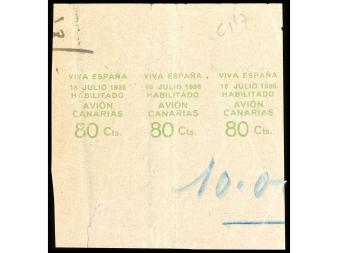 C 17
VIVA ESPAÑA VIVA ESPAÑA VIVA ESPAÑA
18 JULIO 1936 18 JULIO 1936 18 JULIO 1936
HABILITADO HABILITADO HABILITADO
AVIÓN AVIÓN AVIÓN
CANARIAS CANARIAS CANARIAS
80 Cts. 80 Cts. 80 Cts.
10.0